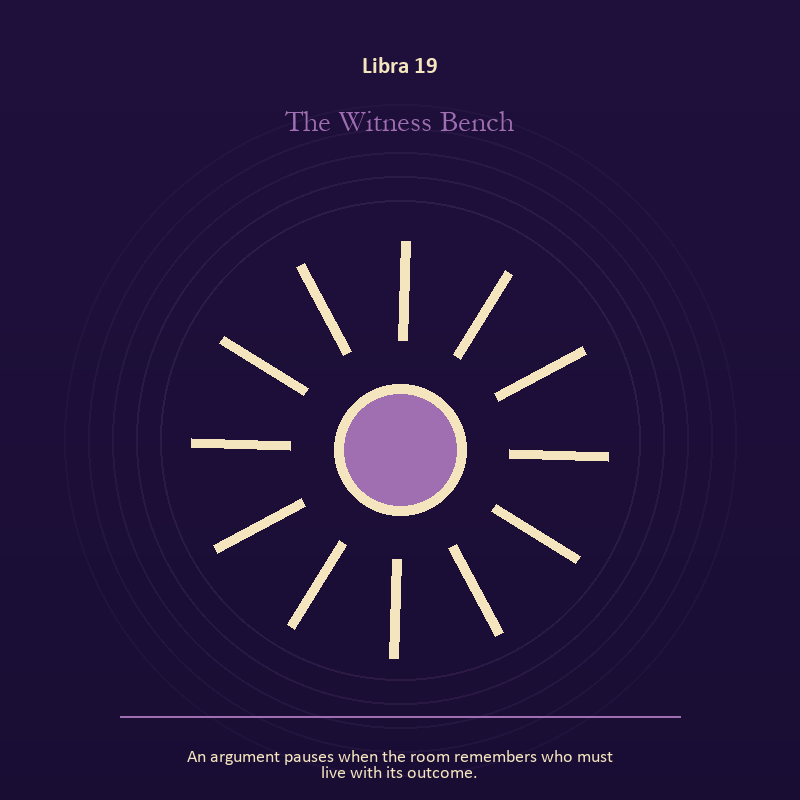 Libra 19
The Witness Bench
An argument pauses when the room remembers who must
live with its outcome.